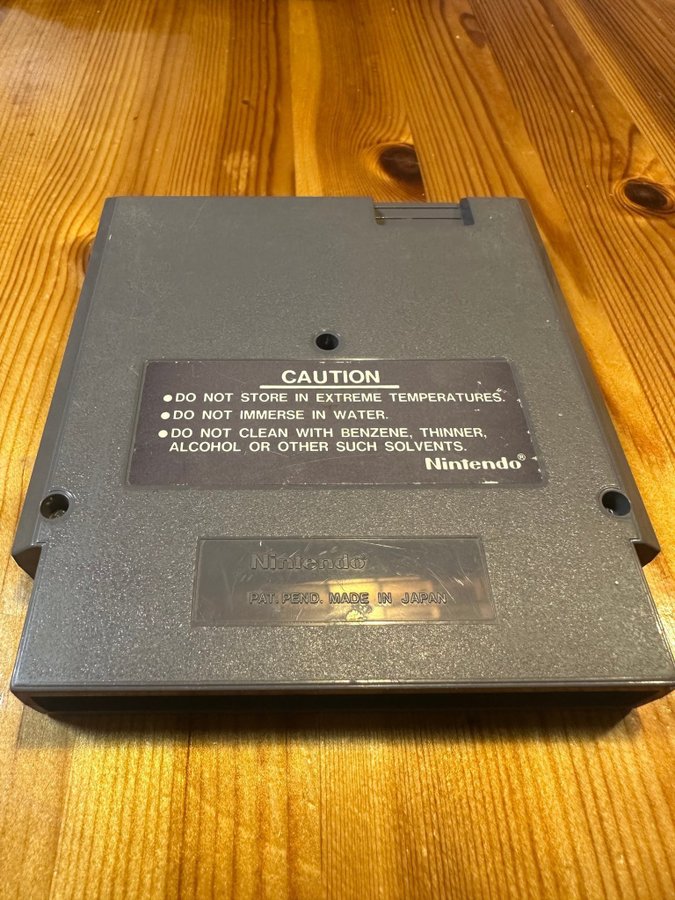 CAUTION
● DO NOT STORE IN EXTREME TEMPERATURES.
● DO NOT IMMERSE IN WATER.
● DO NOT CLEAN WITH BENZENE, THINNER,
ALCOHOL OR OTHER SUCH SOLVENTS.
Nintendo®
Nintendo®
PAT. PEND. MADE IN JAPAN